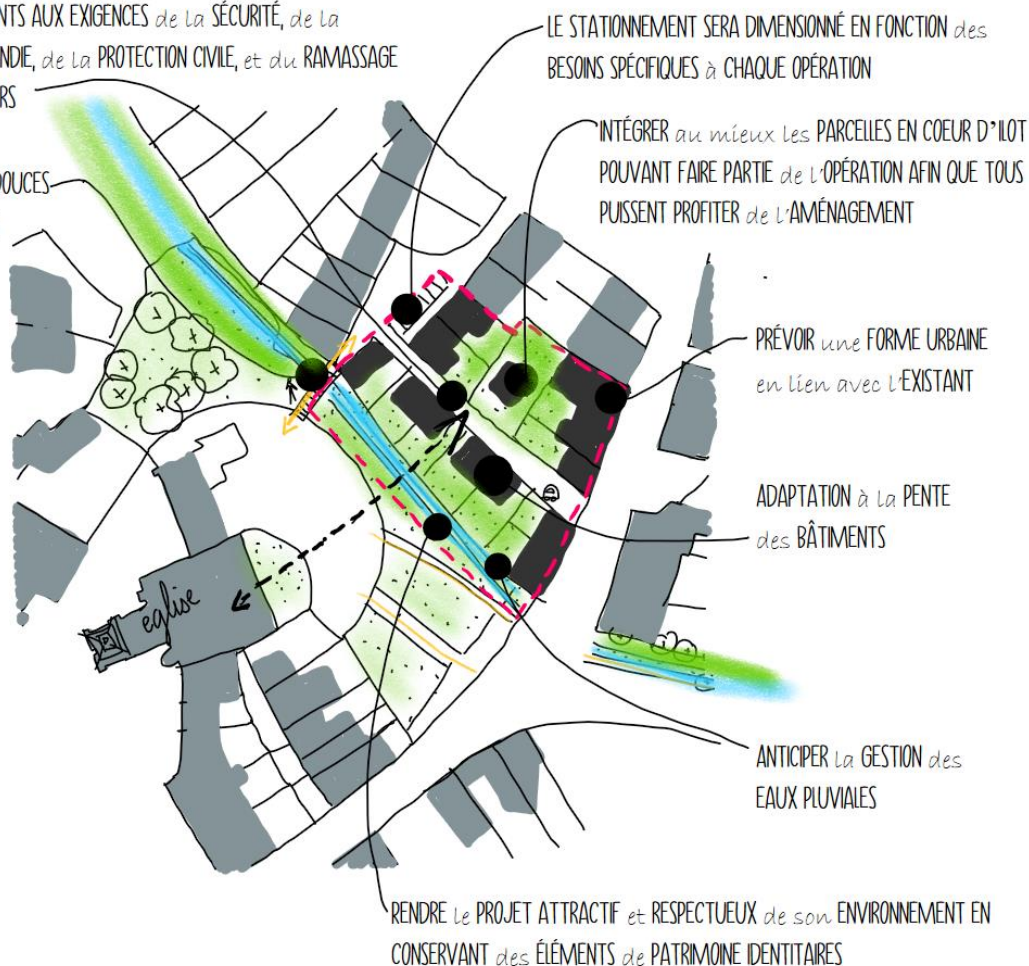 NTS AUX EXIGENCES de la SÉCURITÉ, de la
NDIE, de la PROTECTION CIVILE, et du RAMASSAGE
RS
DOUCES
LE STATIONNEMENT SERA DIMENSIONNÉ EN FONCTION des
BESOINS SPÉCIFIQUES à CHAQUE OPÉRATION
INTÉGRER au mieux les PARCELLES EN COEUR D'ILOT
POUVANT FAIRE PARTIE de l'OPÉRATION AFIN QUE TOUS
PUISSENT PROFITER de l'AMÉNAGEMENT
PRÉVOIR une FORME URBAINE
en lien avec l'EXISTANT
ADAPTATION à la PENTE
des BÂTIMENTS
église
ANTICIPER la GESTION des
EAUX PLUVIALES
RENDRE le PROJET ATTRACTIF et RESPECTUEUX de son ENVIRONNEMENT EN
CONSERVANT des ÉLÉMENTS de PATRIMOINE IDENTITAIRES